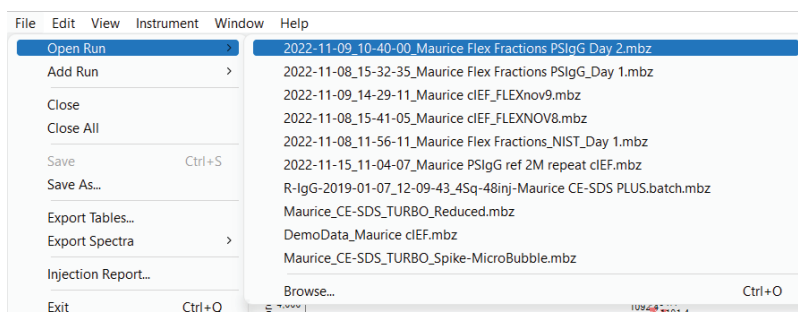 File Edit View Instrument Window Help
Open Run
Add Run
Close
Close All
Save Ctrl+S
Save As...
Export Tables...
Export Spectra
Injection Report...
Exit Ctrl+Q
2022-11-09_10-40-00_Maurice Flex Fractions PSIgG Day 2.mbz
2022-11-08_15-32-35_Maurice Flex Fractions PSIgG_Day 1.mbz
2022-11-09_14-29-11_Maurice cIEF_FLEXnov9.mbz
2022-11-08_15-41-05_Maurice cIEF_FLEXNOV8.mbz
2022-11-08_11-56-11_Maurice Flex Fractions_NIST_Day 1.mbz
2022-11-15_11-04-07_Maurice PSIgG ref 2M repeat cIEF.mbz
R-IgG-2019-01-07_12-09-43_4Sq-48inj-Maurice CE-SDS PLUS.batch.mbz
Maurice_CE-SDS_TURBO_Reduced.mbz
DemoData_Maurice cIEF.mbz
Maurice_CE-SDS_TURBO_Spike-MicroBubble.mbz
Browse... Ctrl+O